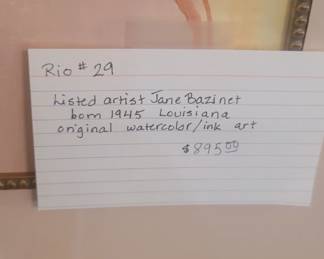 Rio # 29
Listed artist Jane Bazinet
born 1945 Louisiana
original watercolor/ink art
$895.00